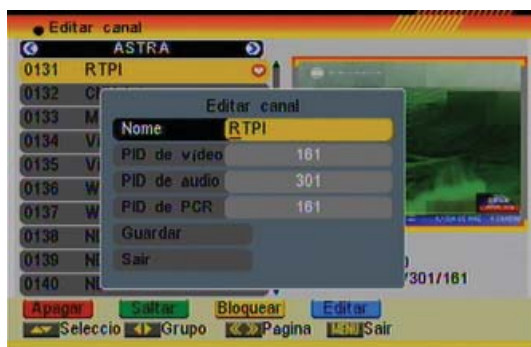 Editar canal
ASTRA
0131 RTPI
0132
0133
0134
0135
0136
0137
0138
0139
0140
Editar canal
Nome RTPI
PID de vídeo 161
PID de audio 301
PID de PCR 161
Guardar
Sair
/301/161
Apagar Saltar Bloquear Editar
Seleccio Grupo Pagina MENU Sair